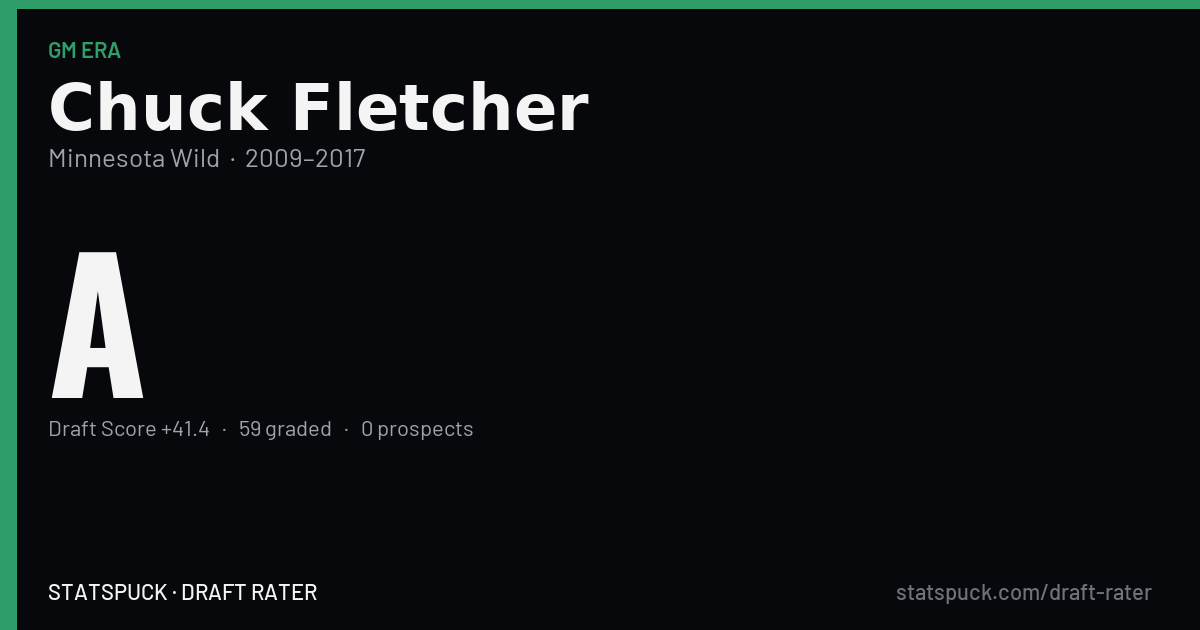 GM ERA
Chuck Fletcher
Minnesota Wild · 2009–2017
A
Draft Score +41.4 · 59 graded · 0 prospects
STATSPUCK · DRAFT RATER
statspuck.com/draft-rater